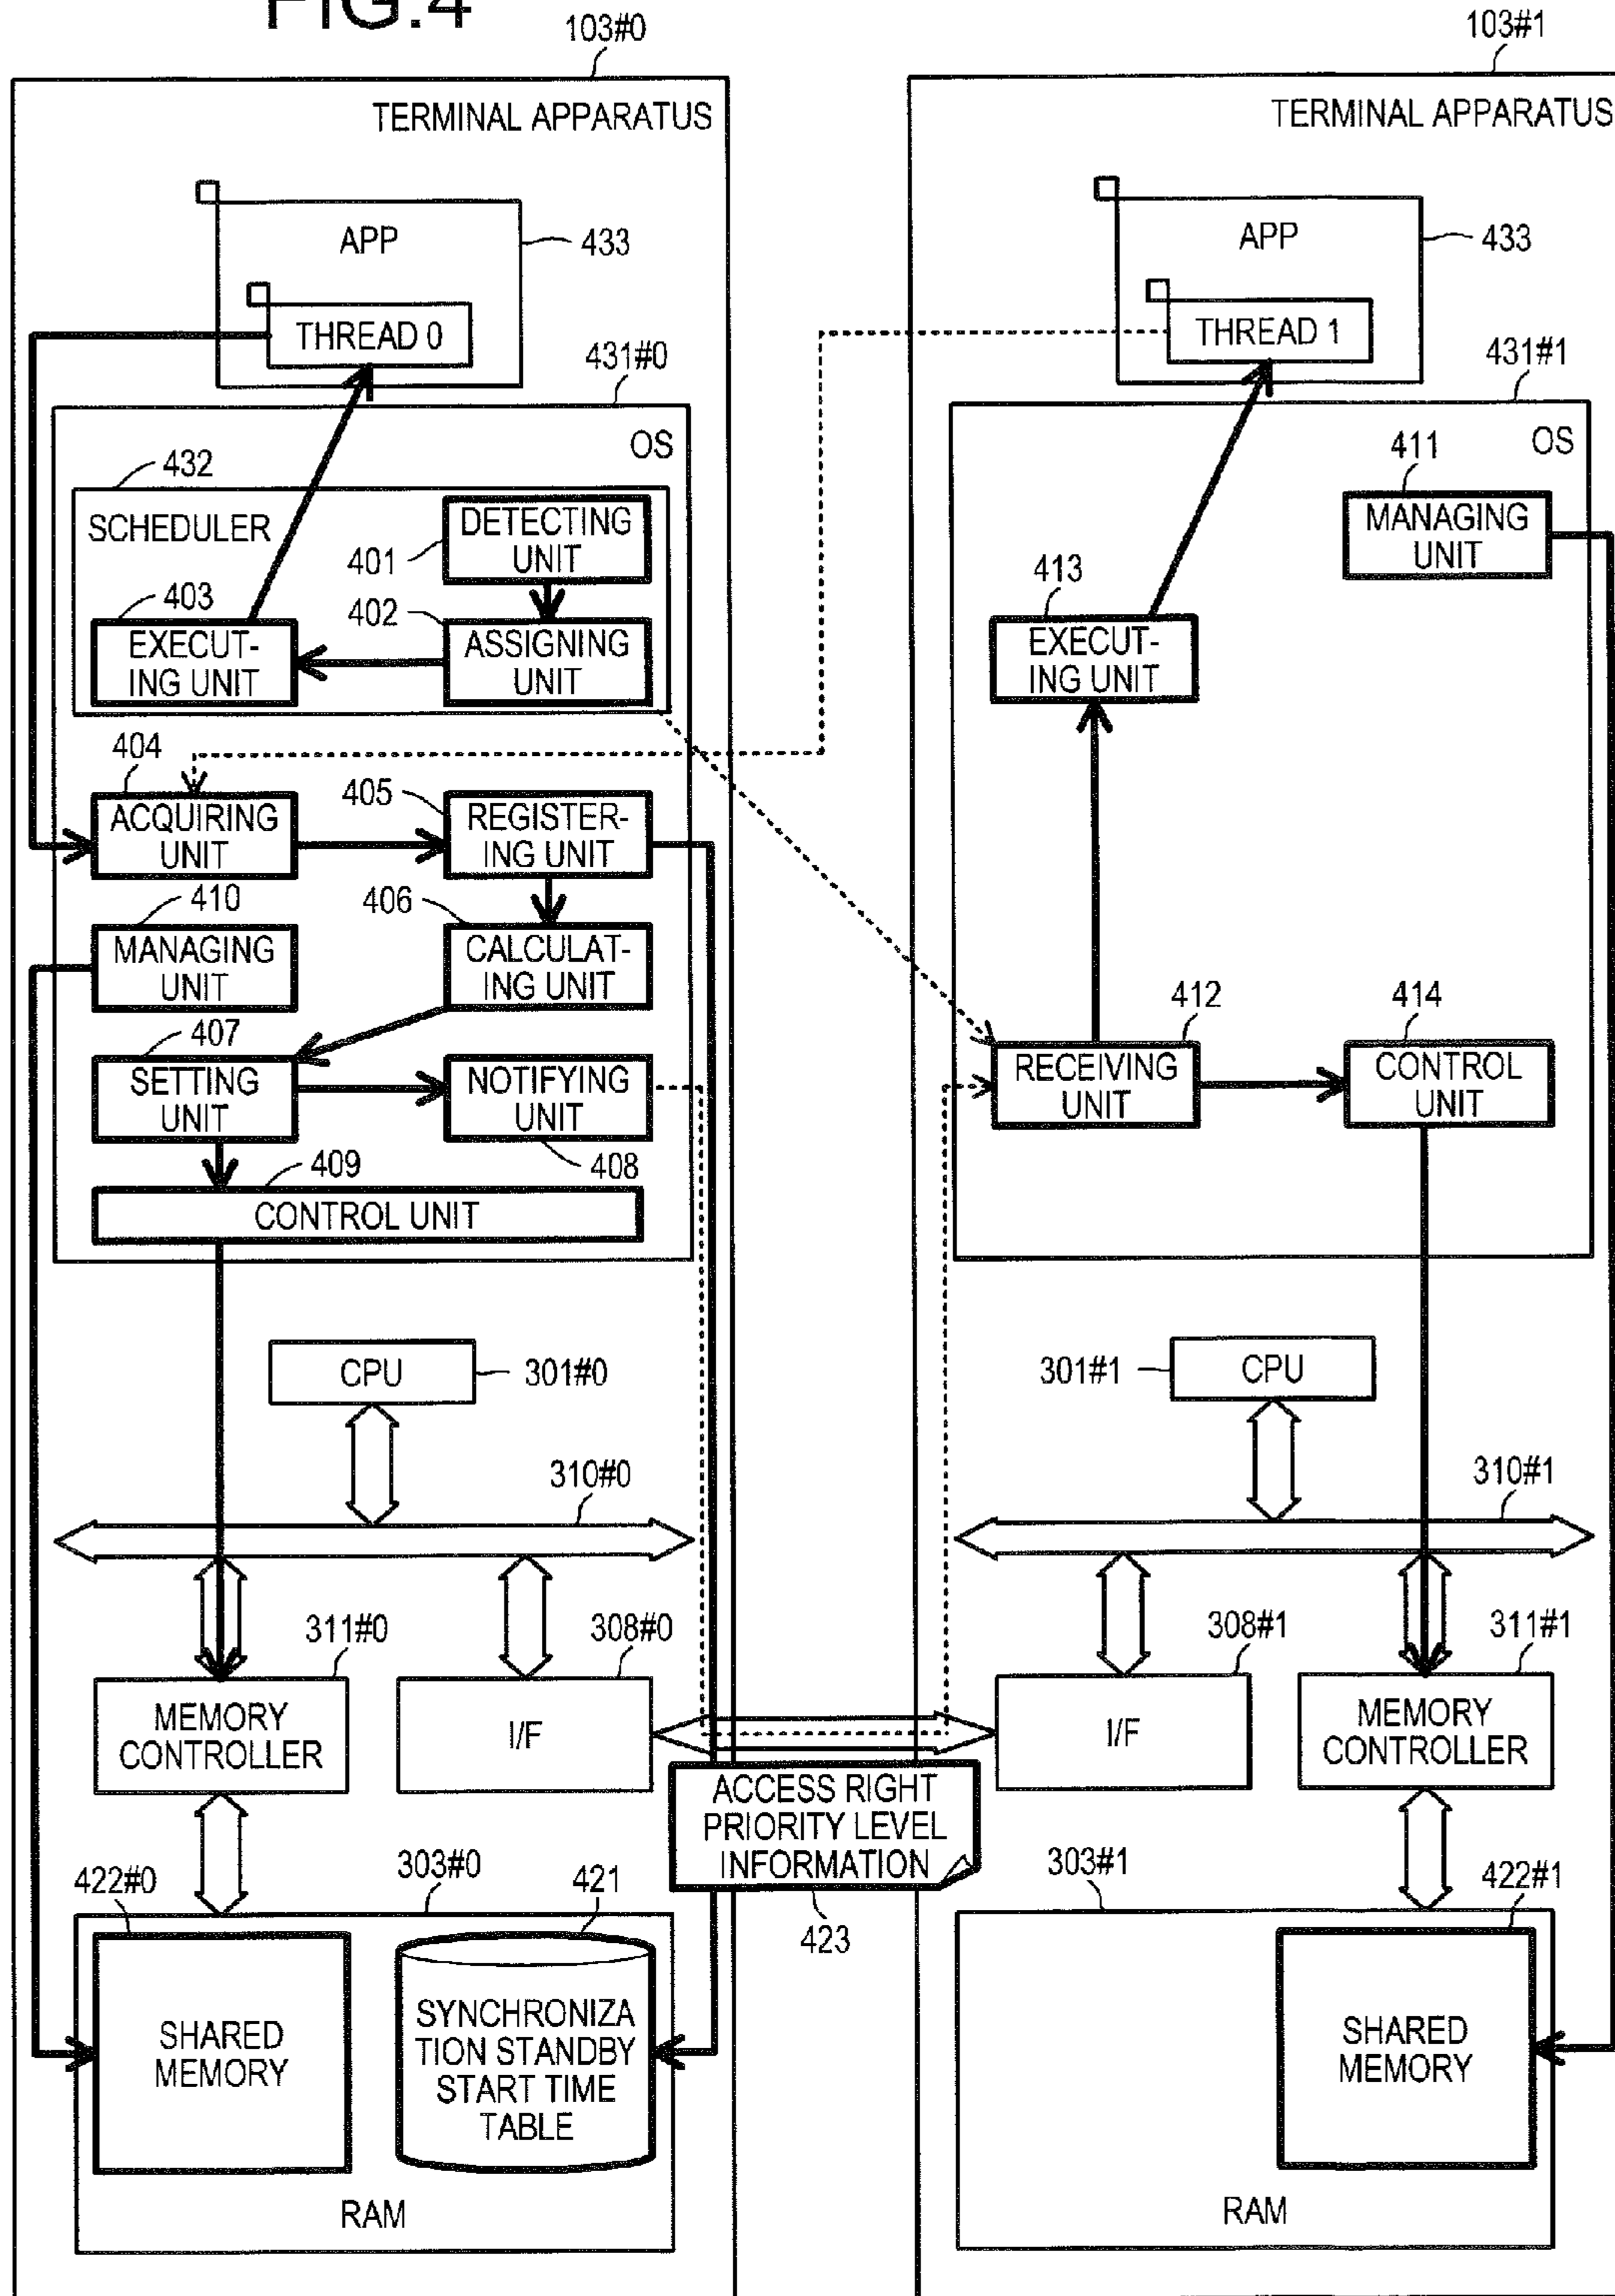 FIG.4
103#0
TERMINAL APPARATUS
APP
433
THREAD 0
431#0
OS
432
SCHEDULER
DETECTING
UNIT
401
403
402
EXECUT-
ING UNIT
ASSIGNING
UNIT
404
ACQUIRING
UNIT
405
REGISTER-
ING UNIT
410
MANAGING
UNIT
406
CALCULAT-
ING UNIT
407
SETTING
UNIT
NOTIFYING
UNIT
408
409
CONTROL UNIT
CPU
301#0
310#0
311#0
308#0
MEMORY
CONTROLLER
I/F
422#0
303#0
421
SHARED
MEMORY
SYNCHRONIZA
TION STANDBY
START TIME
TABLE
RAM
ACCESS RIGHT
PRIORITY LEVEL
INFORMATION
423
103#1
TERMINAL APPARATUS
APP
433
THREAD 1
431#1
OS
411
MANAGING
UNIT
413
EXECUT-
ING UNIT
412
RECEIVING
UNIT
414
CONTROL
UNIT
301#1
CPU
310#1
308#1
311#1
I/F
MEMORY
CONTROLLER
303#1
422#1
SHARED
MEMORY
RAM